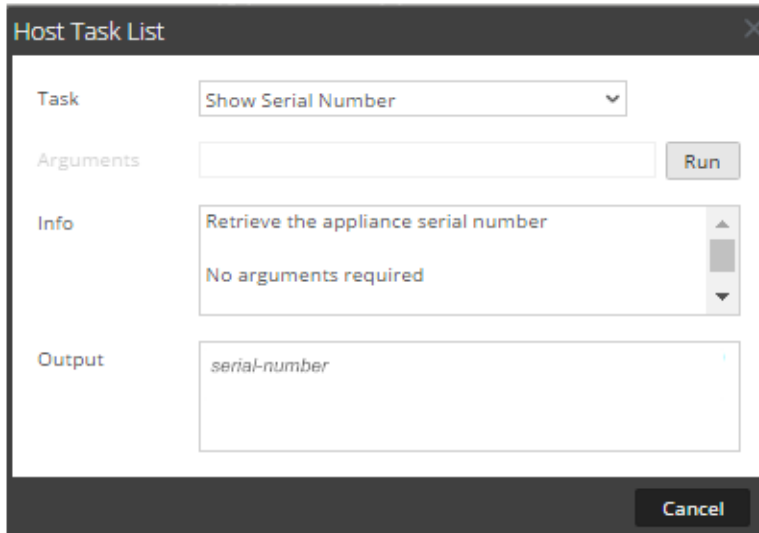 Host Task List
Task
Show Serial Number
Arguments
Run
Info
Retrieve the appliance serial number
No arguments required
Output
serial-number
Cancel